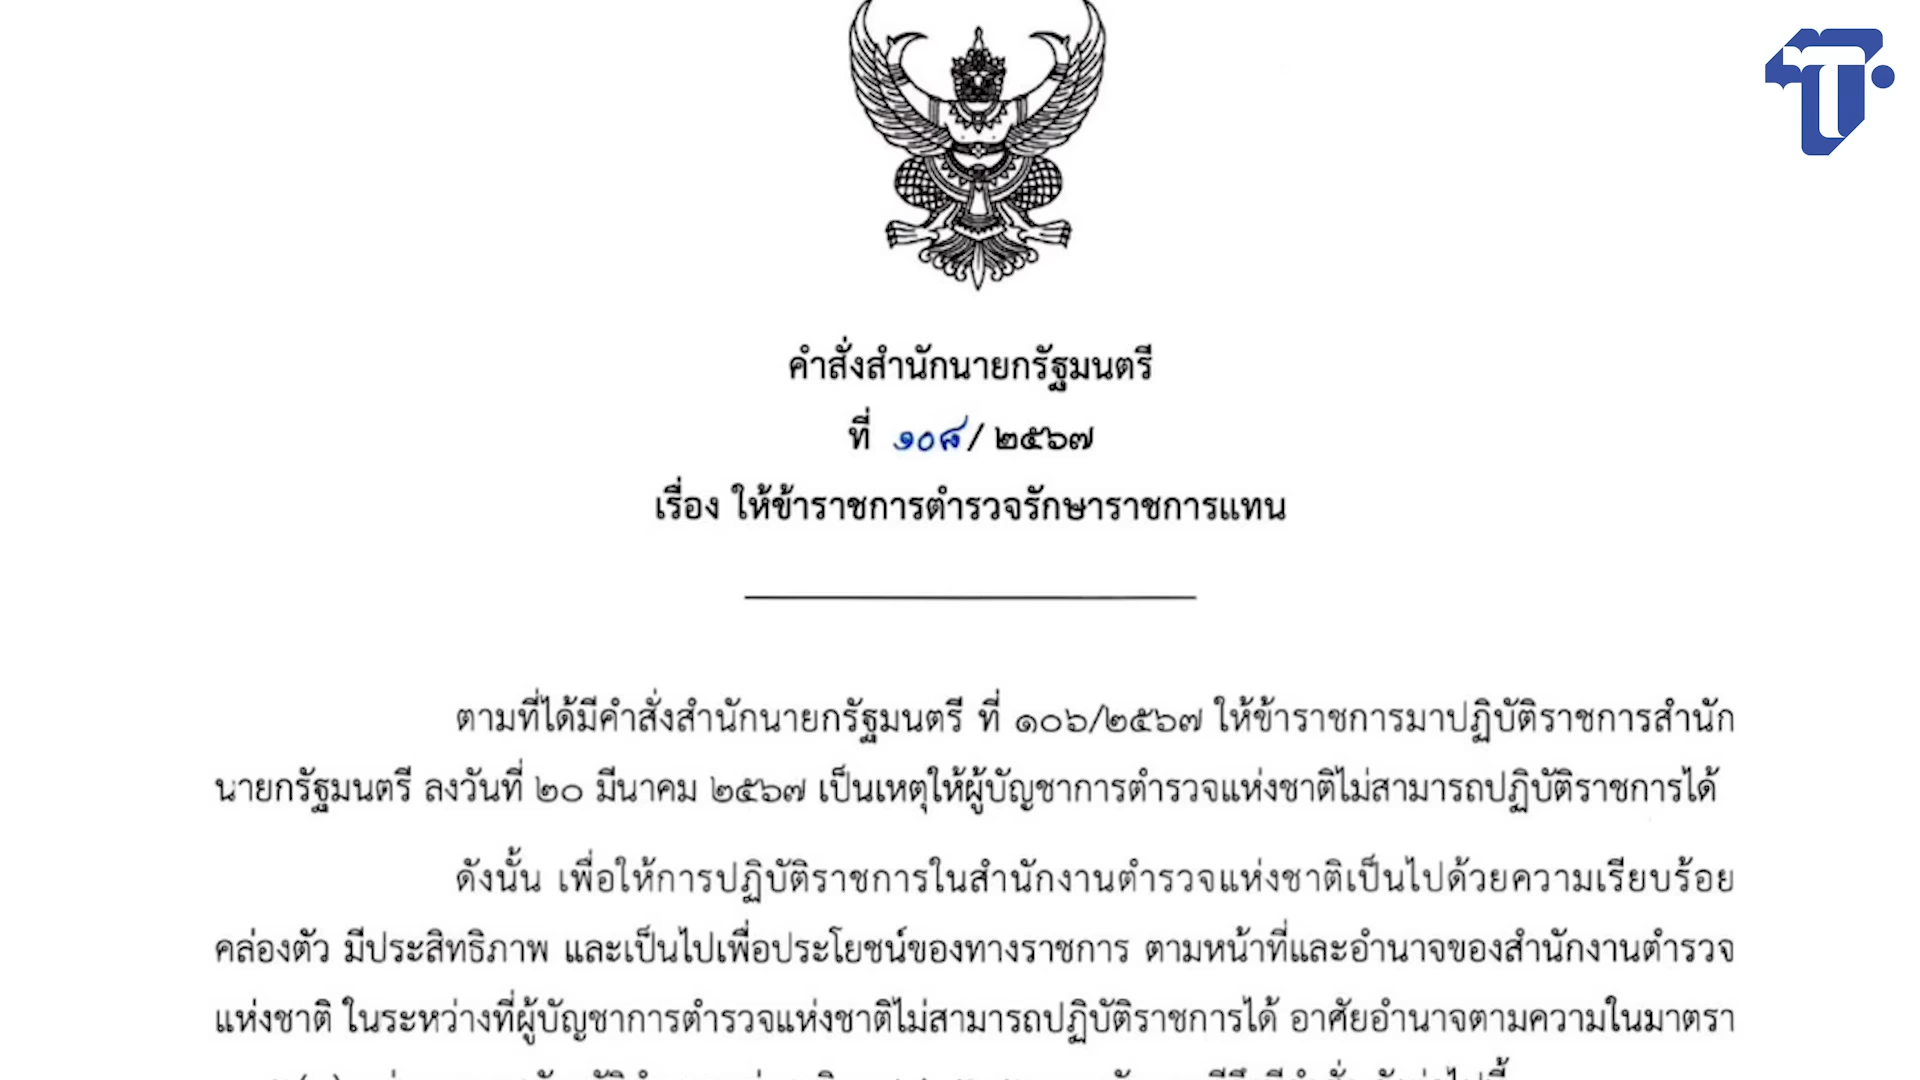 คำสั่งสำนักนายกรัฐมนตรี
ที่ ๑๐๘/ ๒๕๖๗
เรื่อง ให้ข้าราชการตำรวจรักษาราชการแทน
ตามที่ได้มีคำสั่งสำนักนายกรัฐมนตรี ที่ ๑๐๖/๒๕๖๗ ให้ข้าราชการมาปฏิบัติราชการสำนัก
นายกรัฐมนตรี ลงวันที่ ๒๐ มีนาคม ๒๕๖๗ เป็นเหตุให้ผู้บัญชาการตำรวจแห่งชาติไม่สามารถปฏิบัติราชการได้
ดังนั้น เพื่อให้การปฏิบัติราชการในสำนักงานตำรวจแห่งชาติเป็นไปด้วยความเรียบร้อย
คล่องตัว มีประสิทธิภาพ และเป็นไปเพื่อประโยชน์ของทางราชการ ตามหน้าที่และอำนาจของสำนักงานตำรวจ
แห่งชาติ ในระหว่างที่ผู้บัญชาการตำรวจแห่งชาติไม่สามารถปฏิบัติราชการได้ อาศัยอำนาจตามความในมาตรา